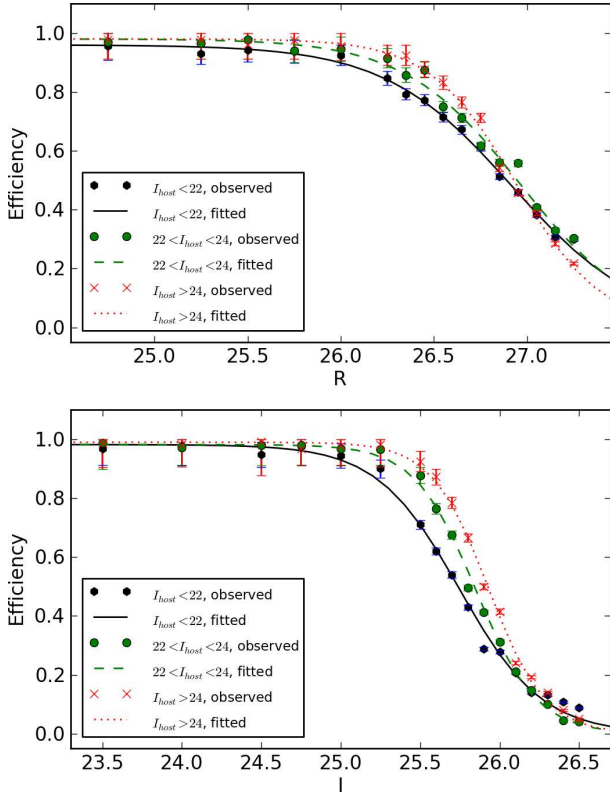 1.0
0.8
0.6
0.4
0.2
0.0
Efficiency
I_host <22, observed
I_host <22, fitted
22<I_host<24, observed
22<I_host<24, fitted
I_host >24, observed
I_host >24, fitted
25.0 25.5 26.0 26.5 27.0
R
1.0
0.8
0.6
0.4
0.2
0.0
Efficiency
I_host <22, observed
I_host <22, fitted
22<I_host<24, observed
22<I_host<24, fitted
I_host >24, observed
I_host >24, fitted
23.5 24.0 24.5 25.0 25.5 26.0 26.5
I